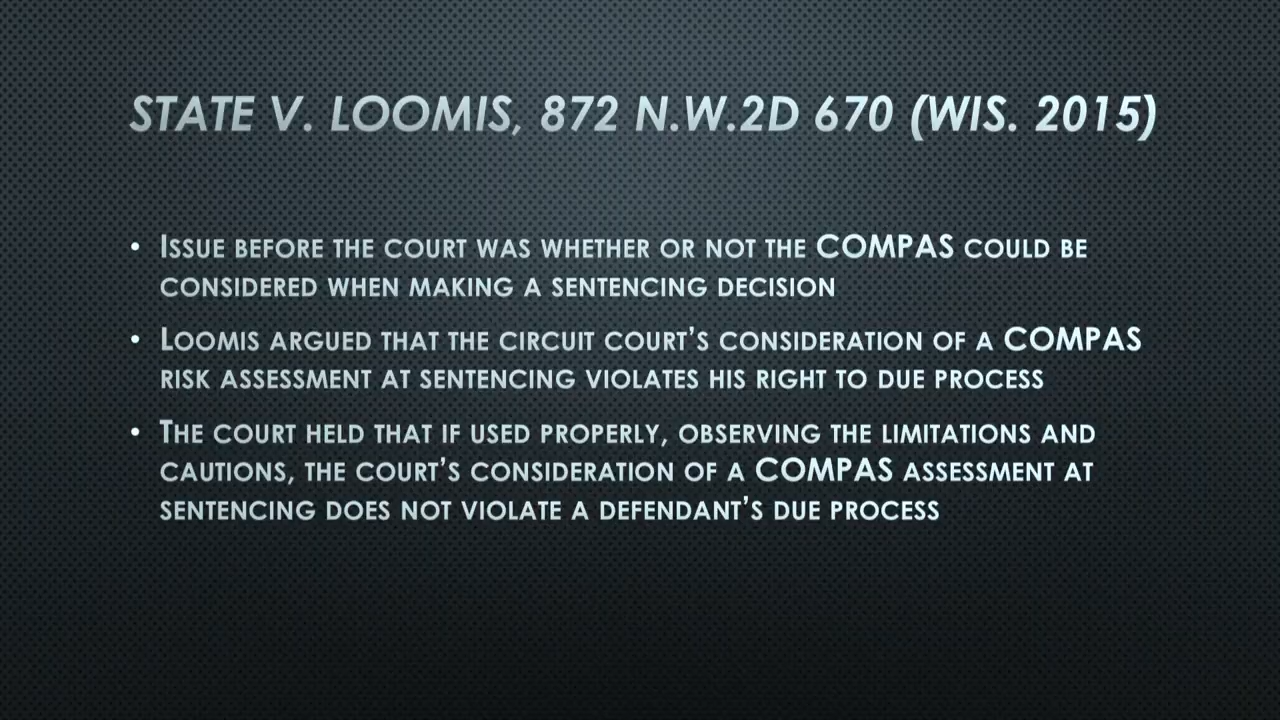 STATE V. LOOMIS, 872 N.W.2D 670 (WIS. 2015)
• ISSUE BEFORE THE COURT WAS WHETHER OR NOT THE COMPAS COULD BE
CONSIDERED WHEN MAKING A SENTENCING DECISION
• LOOMIS ARGUED THAT THE CIRCUIT COURT’S CONSIDERATION OF A COMPAS
RISK ASSESSMENT AT SENTENCING VIOLATES HIS RIGHT TO DUE PROCESS
• THE COURT HELD THAT IF USED PROPERLY, OBSERVING THE LIMITATIONS AND
CAUTIONS, THE COURT’S CONSIDERATION OF A COMPAS ASSESSMENT AT
SENTENCING DOES NOT VIOLATE A DEFENDANT’S DUE PROCESS